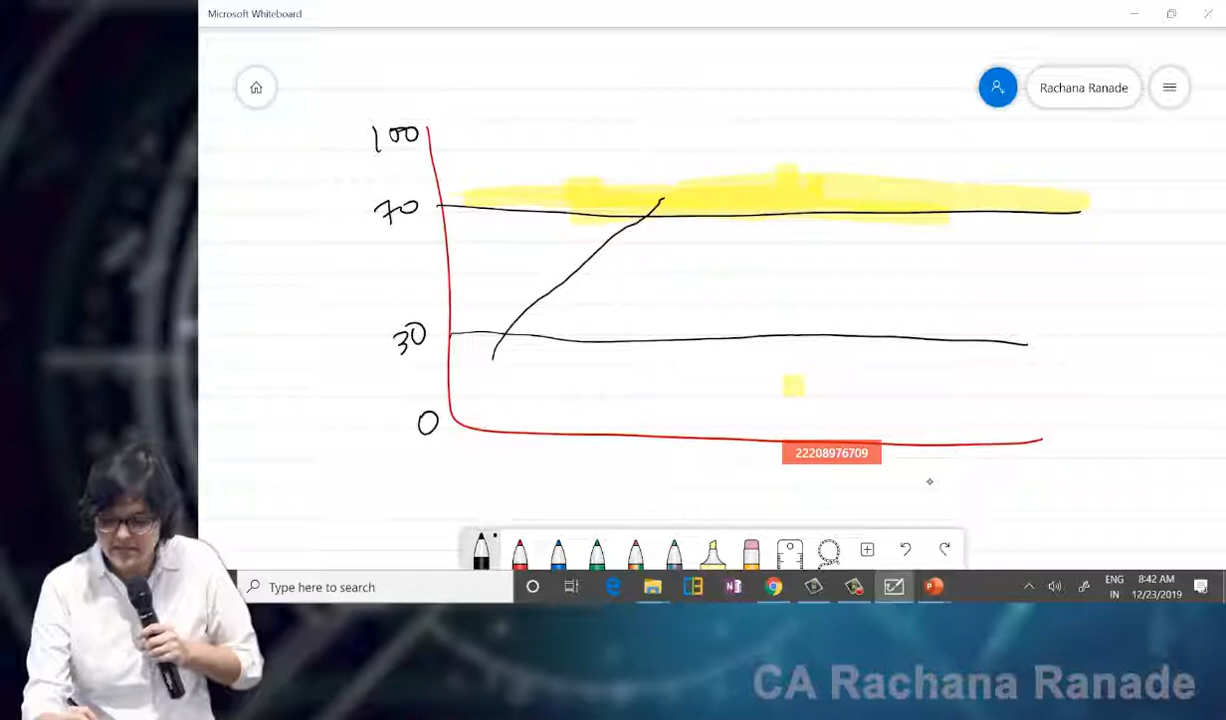 Microsoft Whiteboard
Rachana Ranade
100
70
30
0
22208976709
Type here to search
ENG
IN
8:42 AM
12/23/2019
CA Rachana Ranade